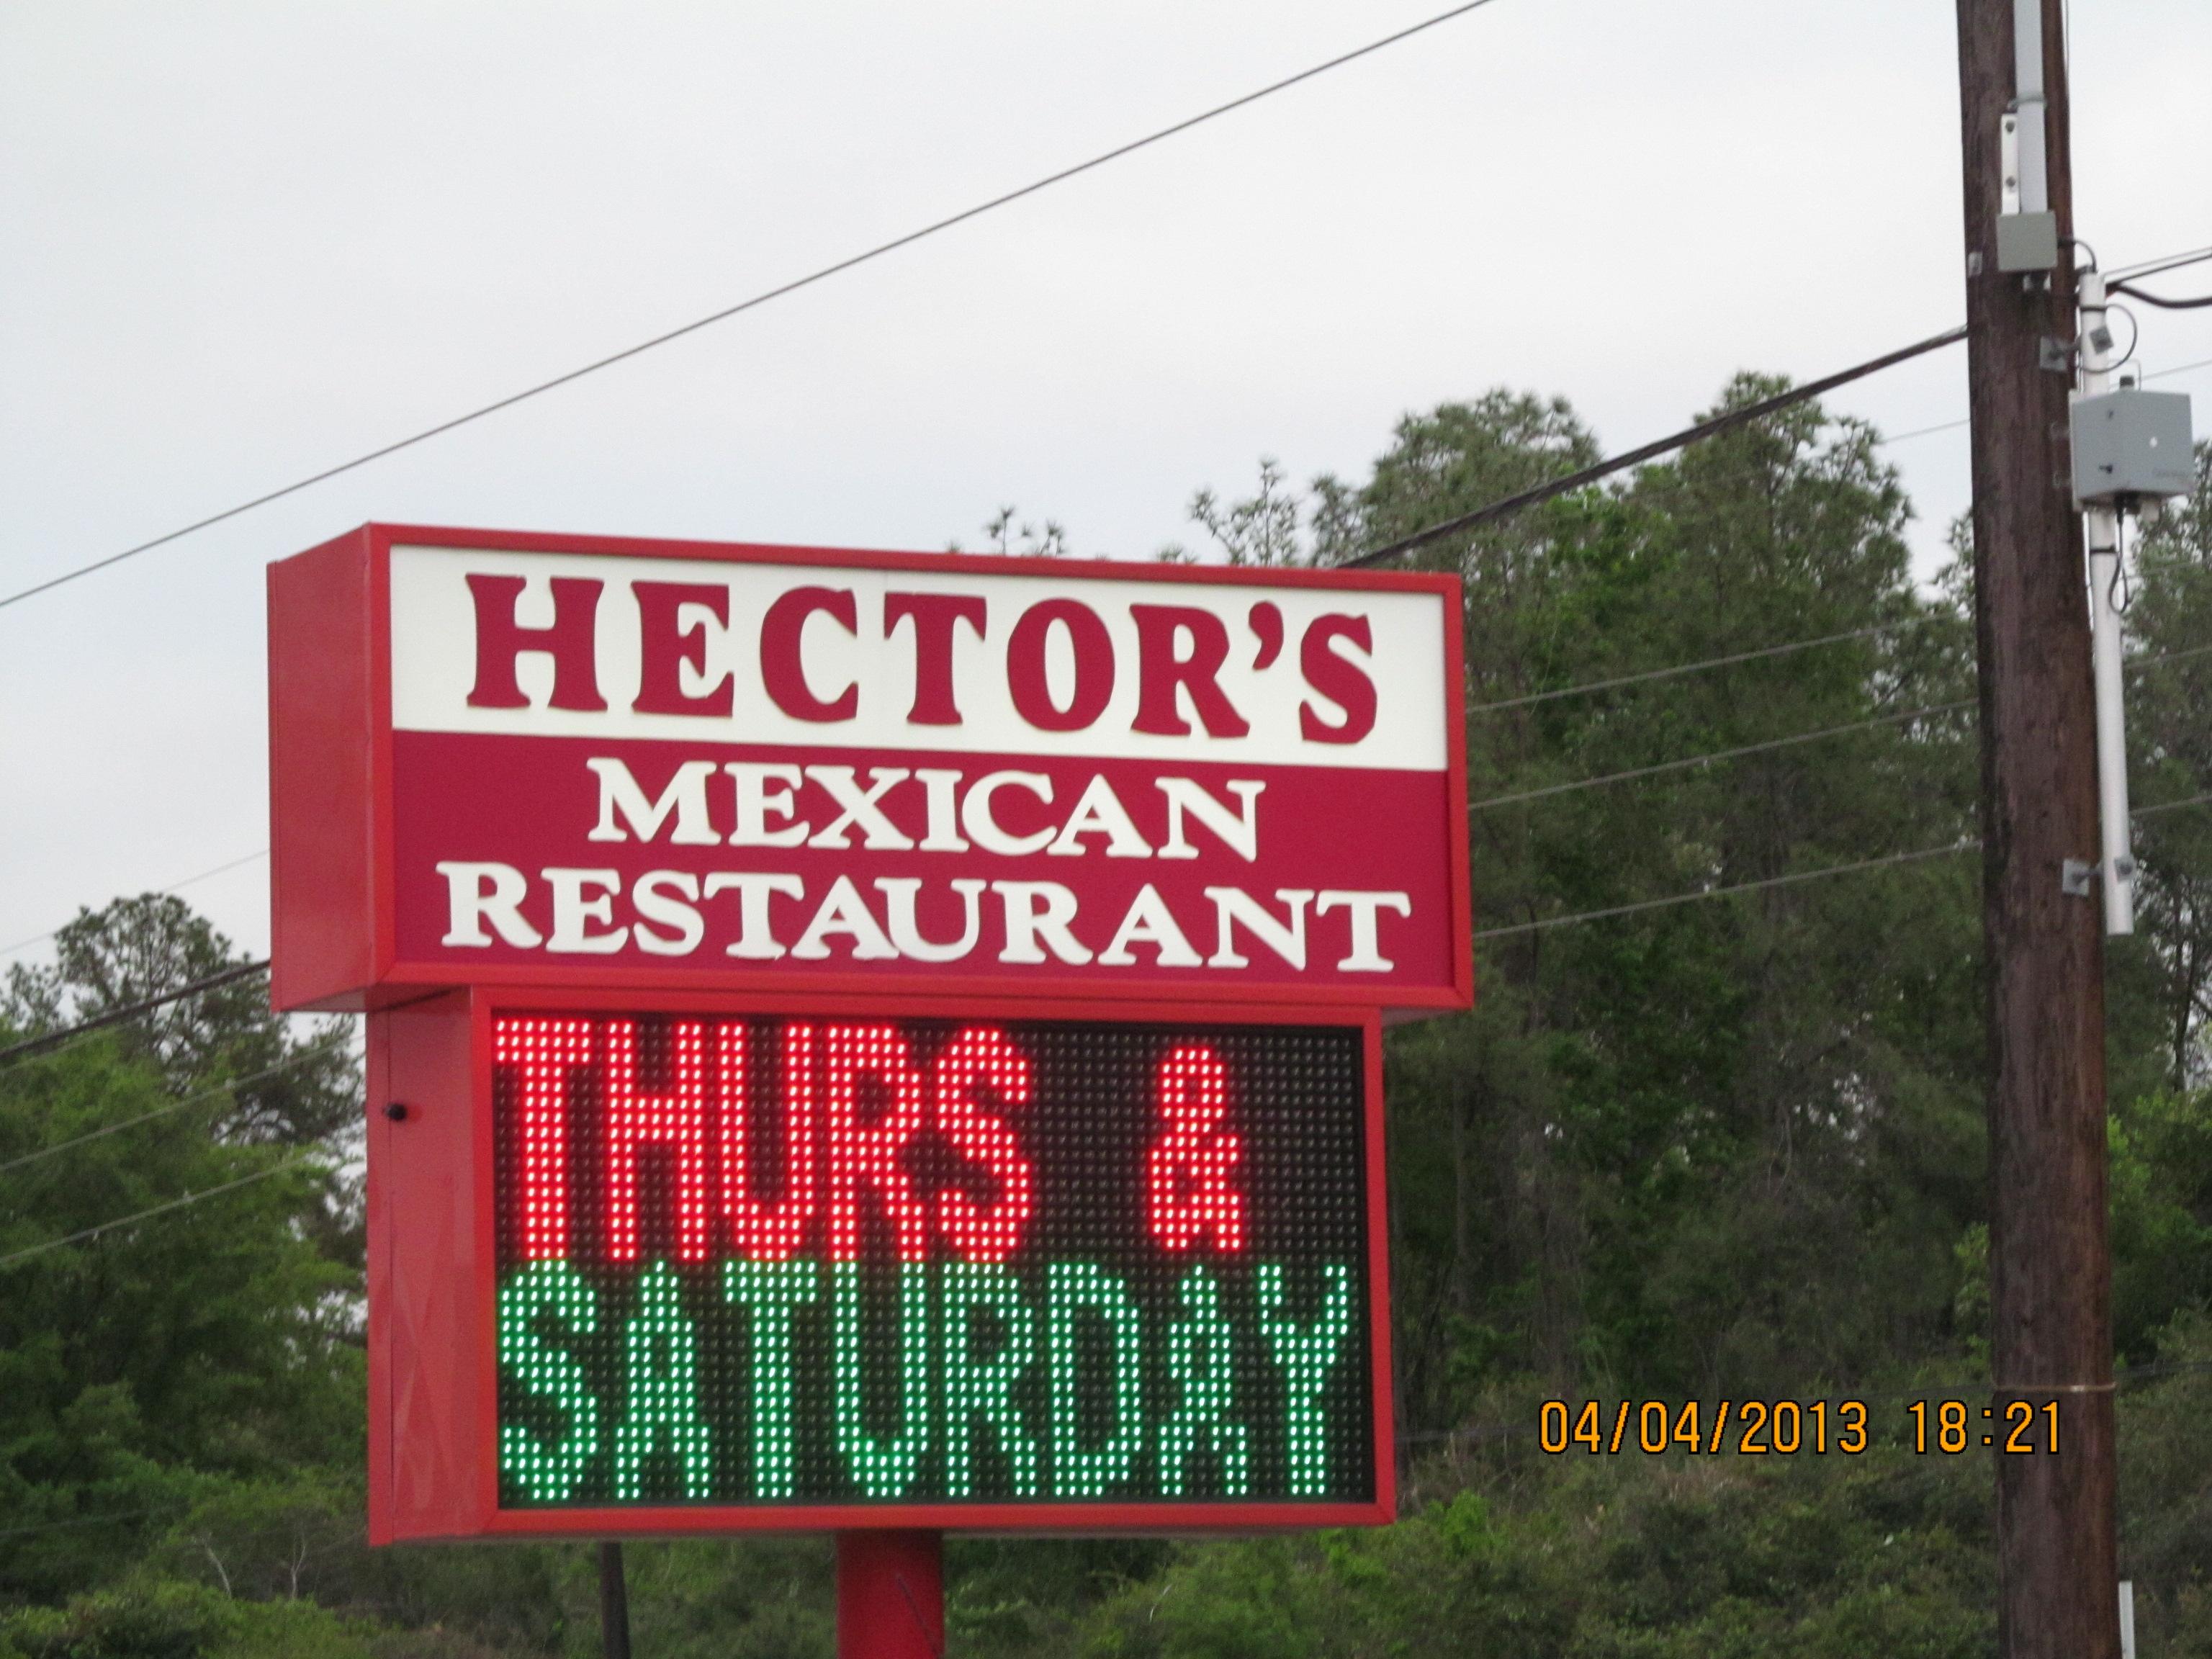 HECTOR'S
MEXICAN
RESTAURANT
THURS &
SATURDAY
04/04/2013 18:21